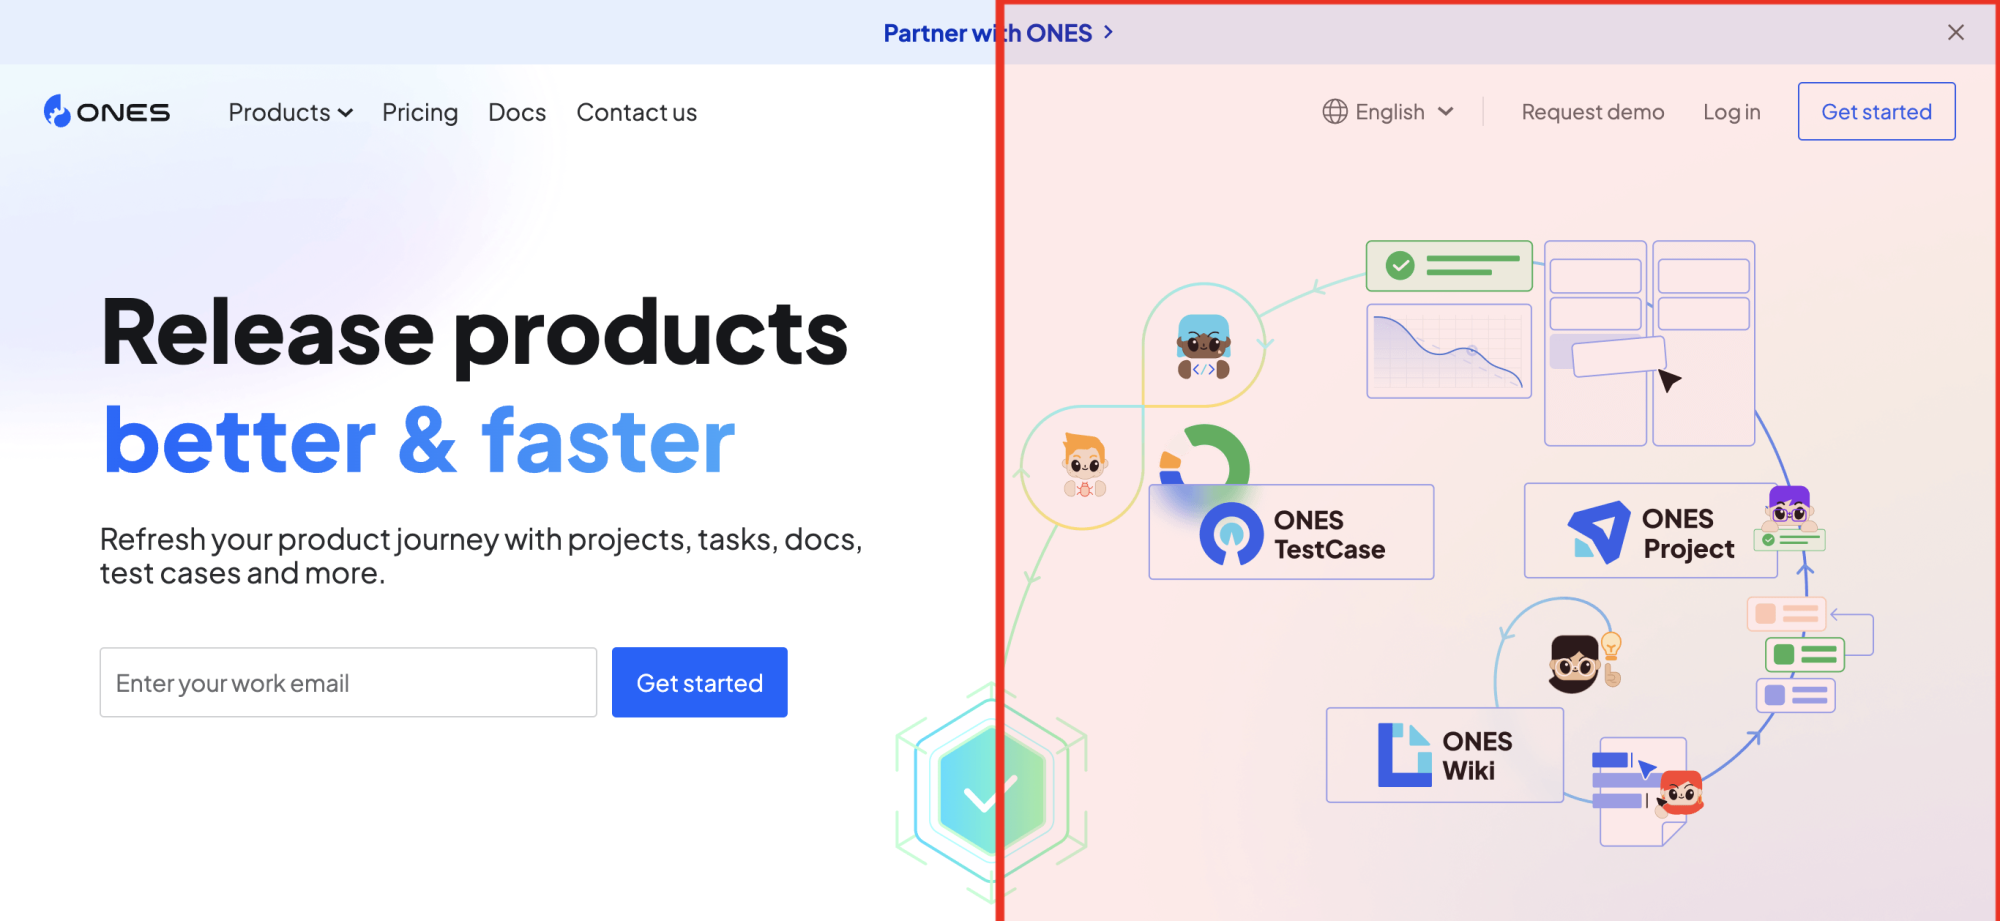 Partner with ONES >
ONES
Products
Pricing
Docs
Contact us
English
Request demo
Log in
Get started
Release products
better & faster
Refresh your product journey with projects, tasks, docs,
test cases and more.
Enter your work email
Get started
</>
ONES
TestCase
ONES
Project
ONES
Wiki